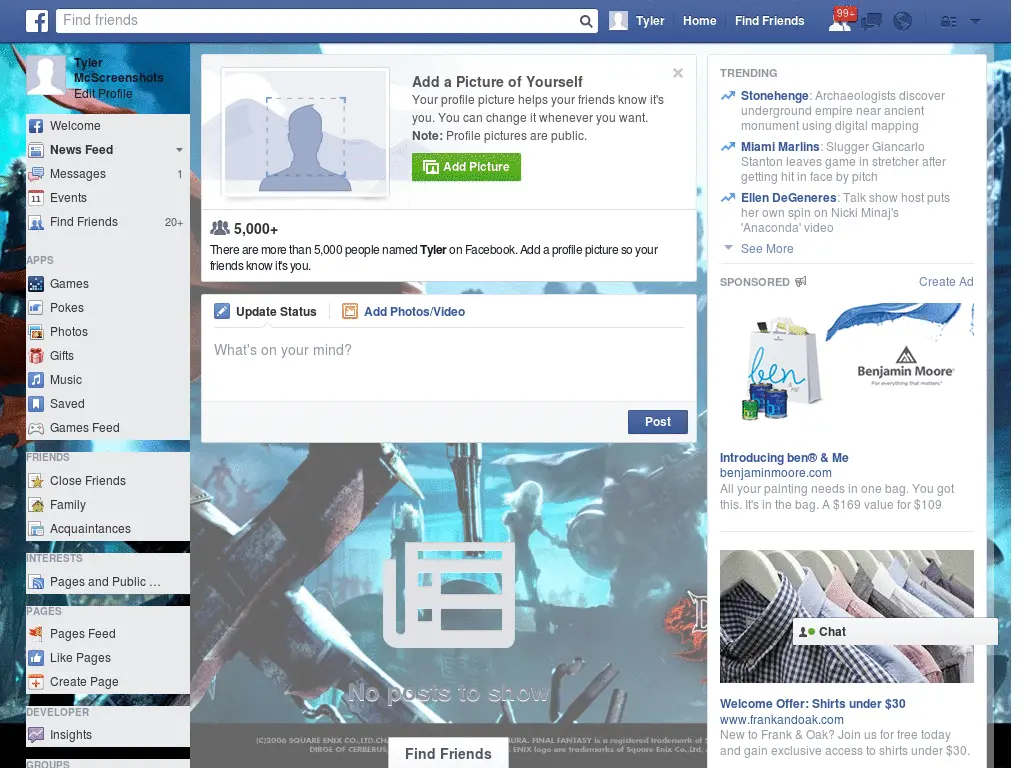 Find friends
Tyler
Home
Find Friends
99+
Tyler
McScreenshots
Edit Profile
Welcome
News Feed
Messages
1
11
Events
Find Friends
20+
APPS
Games
Pokes
Photos
Gifts
Music
Saved
Games Feed
FRIENDS
Close Friends
Family
Acquaintances
INTERESTS
Pages and Public ...
PAGES
Pages Feed
Like Pages
Create Page
DEVELOPER
Insights
GROUPS
Add a Picture of Yourself
Your profile picture helps your friends know it's
you. You can change it whenever you want.
Note: Profile pictures are public.
Add Picture
5,000+
There are more than 5,000 people named Tyler on Facebook. Add a profile picture so your
friends know it's you.
Update Status
Add Photos/Video
What's on your mind?
Post
No posts to show
(C)2006 SQUARE ENIX CO.,LTD.
AURA. FINAL FANTASY is a registered trademark of
DIRGE OF CERBERUS,
ENIX logo are trademarks of Square Enix Co.,Ltd.
Find Friends
TRENDING
Stonehenge: Archaeologists discover
underground empire near ancient
monument using digital mapping
Miami Marlins: Slugger Giancarlo
Stanton leaves game in stretcher after
getting hit in face by pitch
Ellen DeGeneres: Talk show host puts
her own spin on Nicki Minaj's
'Anaconda' video
See More
SPONSORED
Create Ad
ben
& Me
Benjamin Moore®
For everything that matters.®
Introducing ben® & Me
benjaminmoore.com
All your painting needs in one bag. You got
this. It's in the bag. A $169 value for $109
Chat
Welcome Offer: Shirts under $30
www.frankandoak.com
New to Frank & Oak? Join us for free today
and gain exclusive access to shirts under $30.